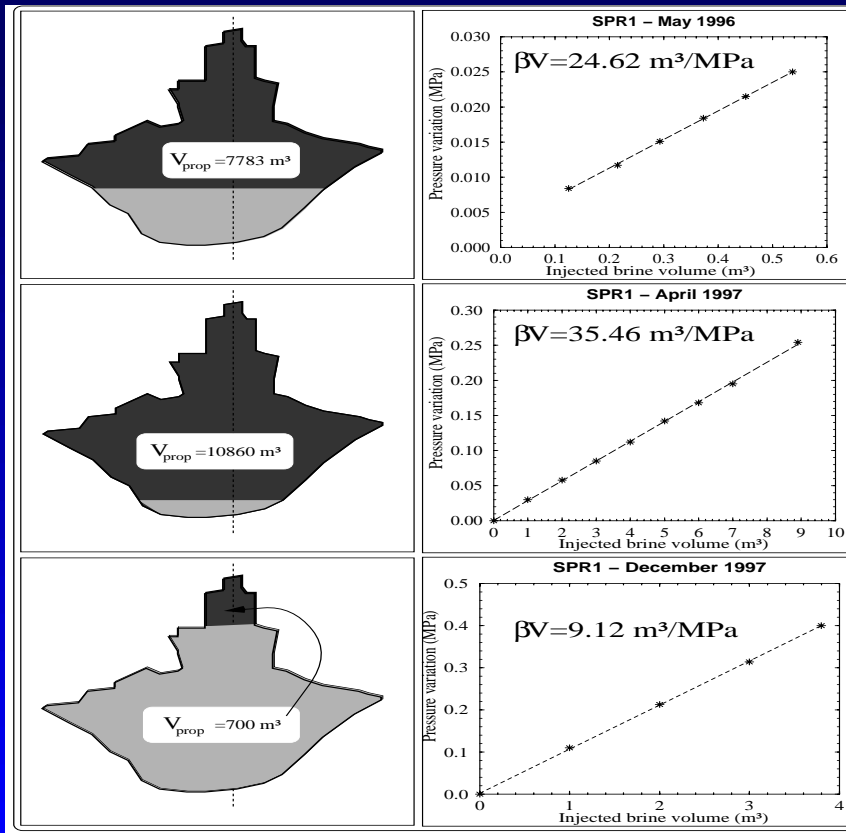 V prop =7783 m³
SPR1 – May 1996
βV=24.62 m³/MPa
Pressure variation (MPa)
0.030
0.025
0.020
0.015
0.010
0.005
0.000
0.0 0.1 0.2 0.3 0.4 0.5 0.6
Injected brine volume (m³)
V prop =10860 m³
SPR1 – April 1997
βV=35.46 m³/MPa
Pressure variation (MPa)
0.30
0.25
0.20
0.15
0.10
0.05
0.00
0 1 2 3 4 5 6 7 8 9 10
Injected brine volume (m³)
V prop =700 m³
SPR1 – December 1997
βV=9.12 m³/MPa
Pressure variation (MPa)
0.5
0.4
0.3
0.2
0.1
0.0
0 1 2 3 4
Injected brine volume (m³)